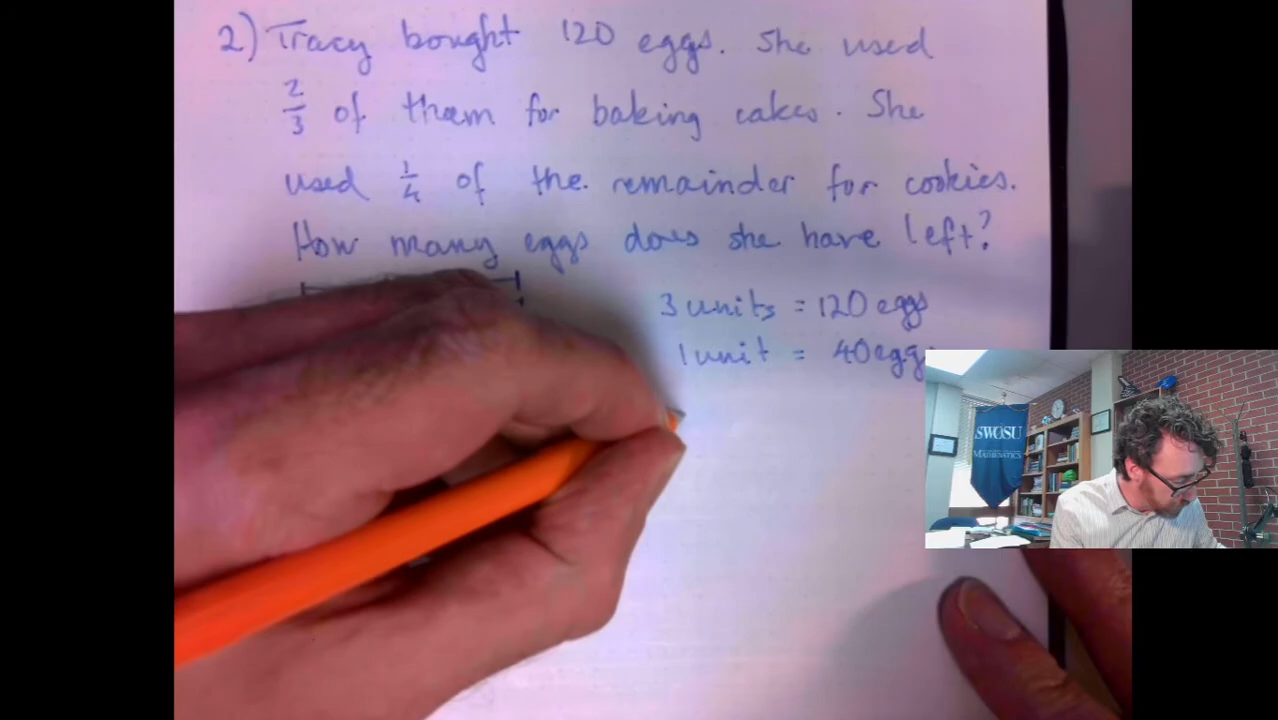 2) Tracy bought 120 eggs. She used
2/3 of them for baking cakes. She
used 1/4 of the remainder for cookies.
How many eggs does she have left?
3 units = 120 eggs
1 unit = 40 egg
SWOSU
MATHEMATICS